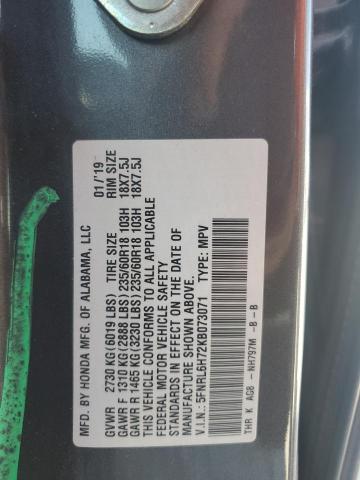 MFD. BY HONDA MFG. OF ALABAMA, LLC
01/'19
GVWR 2730 KG(6019 LBS) TIRE SIZE RIM SIZE
GAWR F 1310 KG(2888 LBS) 235/60R18 103H 18X7.5J
GAWR R 1465 KG(3230 LBS) 235/60R18 103H 18X7.5J
THIS VEHICLE CONFORMS TO ALL APPLICABLE
FEDERAL MOTOR VEHICLE SAFETY
STANDARDS IN EFFECT ON THE DATE OF
MANUFACTURE SHOWN ABOVE.
V.I.N.: 5FNRL6H72KB073071 TYPE: MPV
THR K AG8 - NH797M -B -B